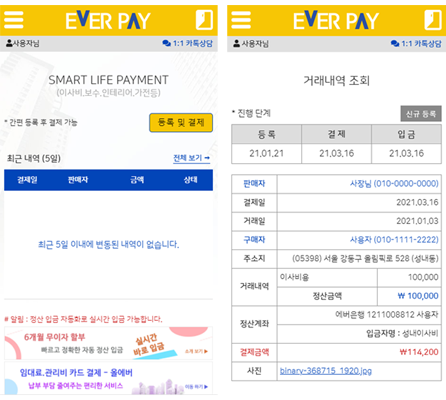 EVER PAY
사용자님
1:1 카톡상담
SMART LIFE PAYMENT
(이사비,보수,인테리어,가전등)
* 간편 등록 후 결제 가능
등록 및 결제
최근 내역 (5일)
전체 보기 →
결제일 판매자 금액 상태
최근 5일 이내에 변동된 내역이 없습니다.
# 알림 : 정산 입금 자동화로 실시간 입금 가능합니다.
6개월 무이자 할부
빠르고 정확한 자동 정산 입금
실시간
바로 입금
소개 보기 ▶
임대료.관리비 카드 결제 - 올에버
납부 부담 줄여주는 편리한 서비스
이동 하기 ▶
EVER PAY
사용자님
1:1 카톡상담
거래내역 조회
* 진행 단계
신규 등록
등 록 결 제 입 금
21.01.21 21.03.16 21.03.16
판매자 사장님 (010-0000-0000)
결제일 2021.03.16
거래일 2021.01.03
구매자 사용자 (010-1111-2222)
주소지 (05398) 서울 강동구 올림픽로 528 (성내동)
거래내역
이사비용 100,000
정산금액 ₩ 100,000
정산계좌
에버은행 1211008812 사용자
입금자명 : 성내이사비
결제금액 ₩114,200
사진 binary-368715_1920.jpg